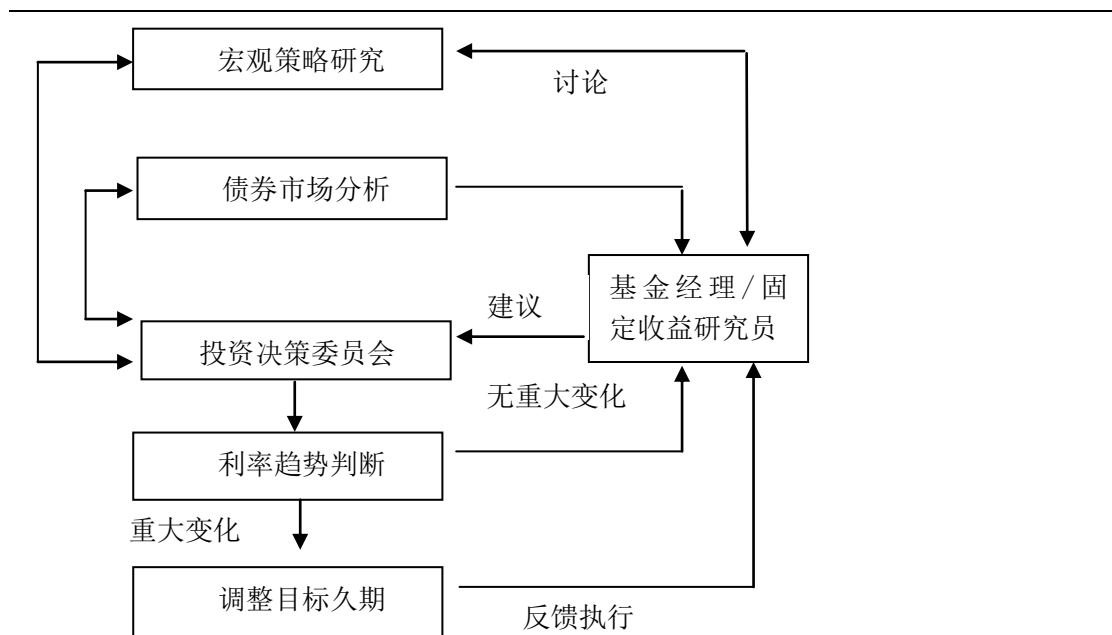 宏观策略研究
讨论
债券市场分析
基金经理/固
定收益研究员
建议
投资决策委员会
无重大变化
利率趋势判断
重大变化
调整目标久期
反馈执行